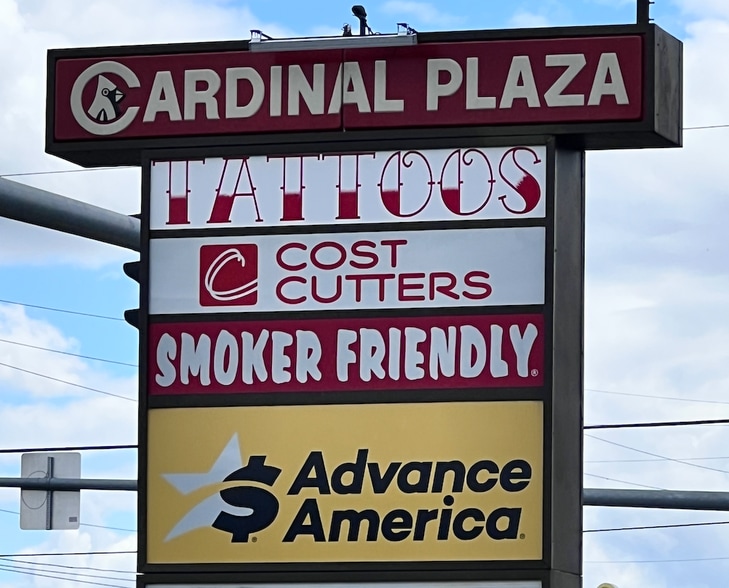 CARDINAL PLAZA
TATTOOS
COST
CUTTERS
SMOKER FRIENDLY®
Advance
America®